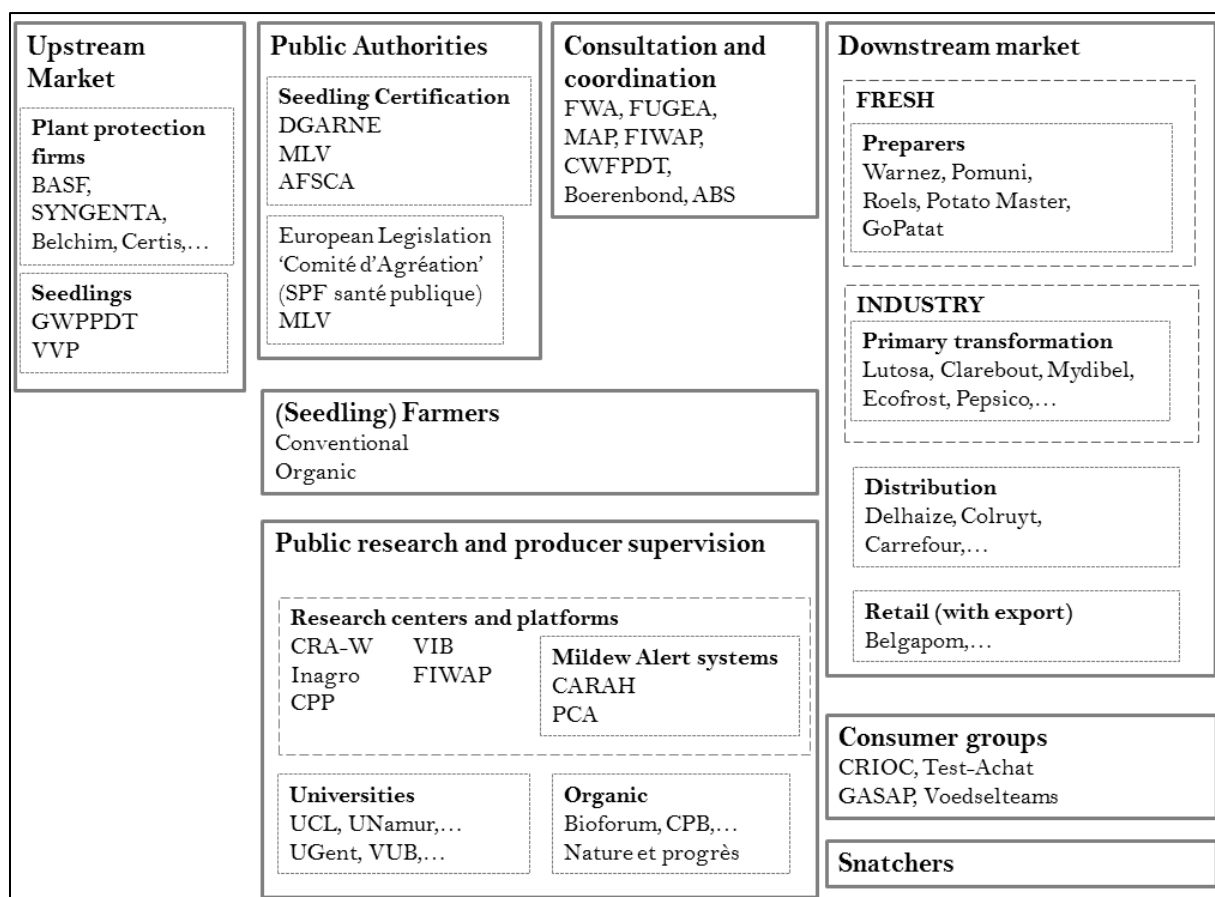 Upstream
Market
Plant protection
firms
BASF,
SYNGENTA,
Belchim, Certis,…
Seedlings
GWPPDT
VVP
Public Authorities
Seedling Certification
DGARNE
MLV
AFSCA
European Legislation
‘Comité d’Agréation’
(SPF santé publique)
MLV
Consultation and
coordination
FWA, FUGEA,
MAP, FIWAP,
CWFPDT,
Boerenbond, ABS
(Seedling) Farmers
Conventional
Organic
Public research and producer supervision
Research centers and platforms
CRA-W VIB
Inagro FIWAP
CPP
Mildew Alert systems
CARAH
PCA
Universities
UCL, UNamur,…
UGent, VUB,…
Organic
Bioforum, CPB,…
Nature et progrès
Downstream market
FRESH
Preparers
Warnez, Pomuni,
Roels, Potato Master,
GoPatat
INDUSTRY
Primary transformation
Lutosa, Clarebout, Mydibel,
Ecofrost, Pepsico,…
Distribution
Delhaize, Colruyt,
Carrefour,…
Retail (with export)
Belgapom,…
Consumer groups
CRIOC, Test-Achat
GASAP, Voedselteams
Snatchers